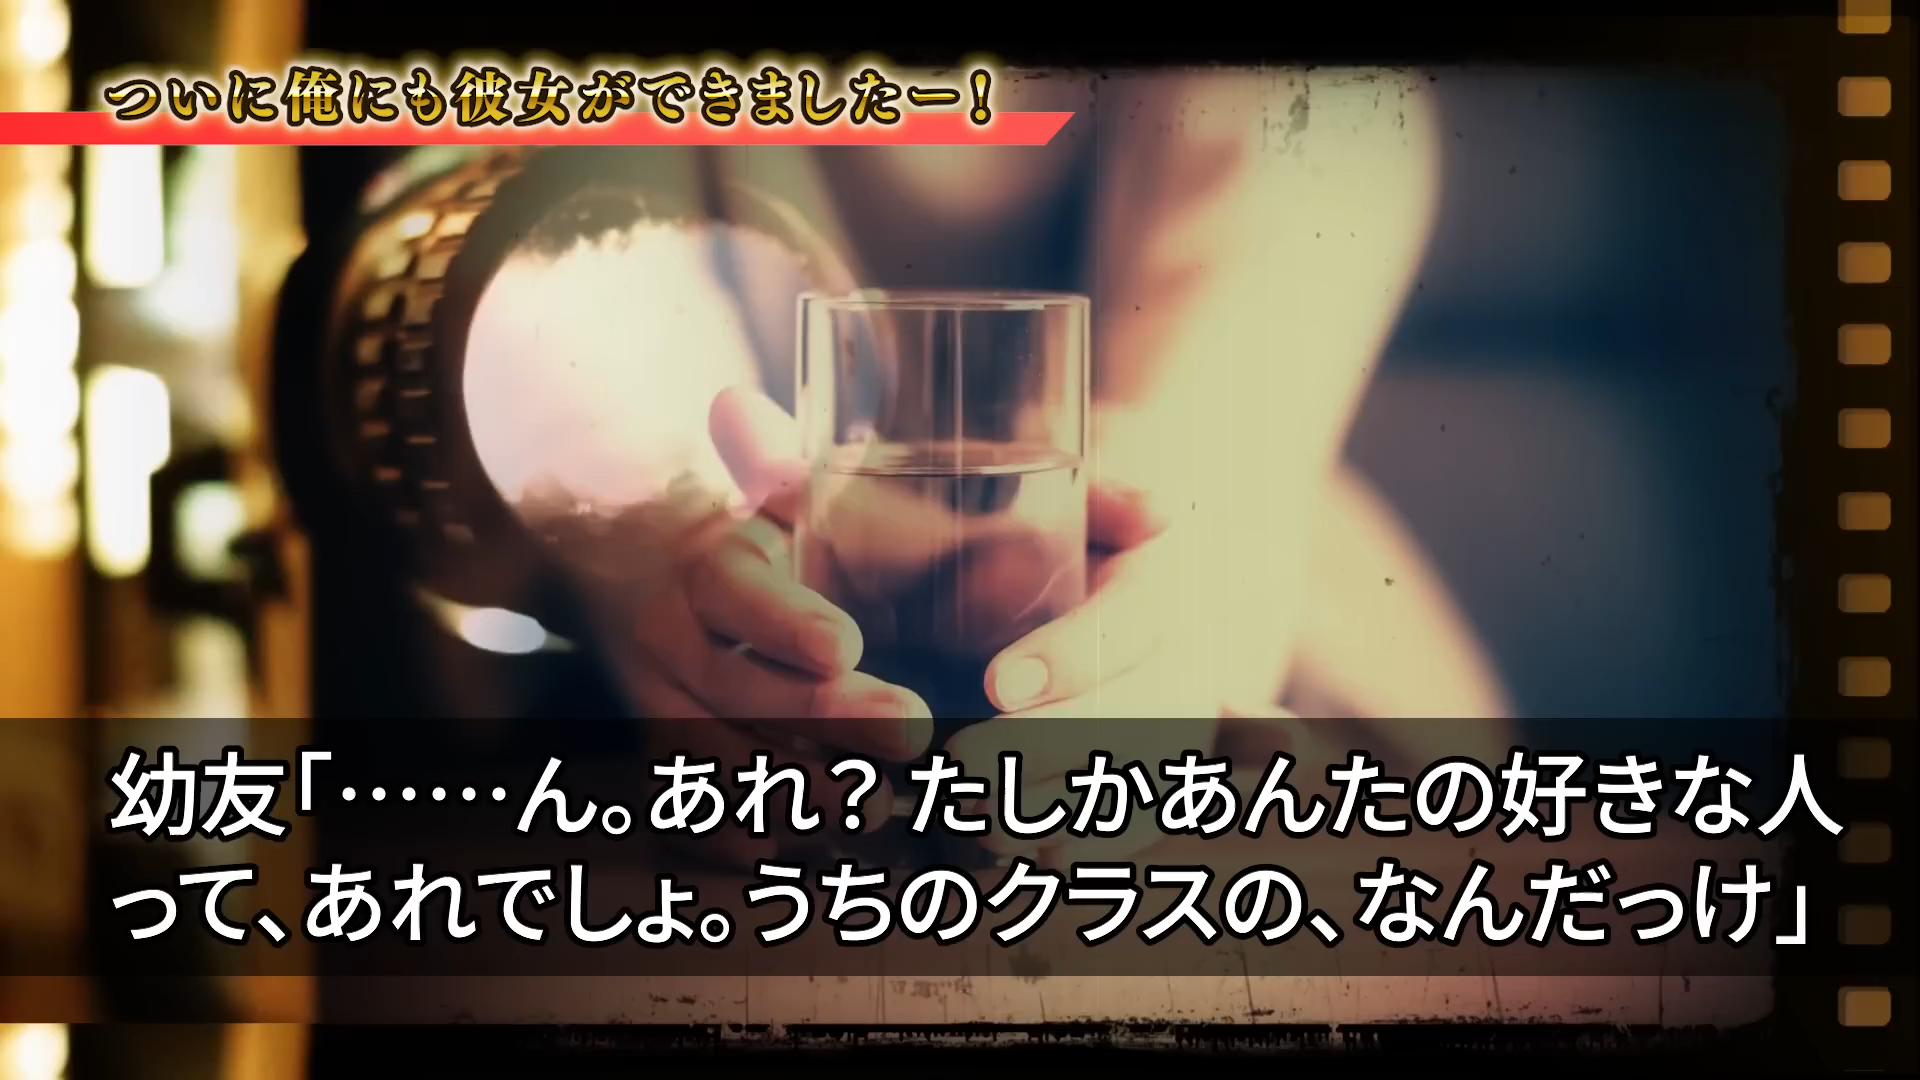 ついに俺にも彼女ができましたー!
幼友「……ん。あれ? たしかあんたの好きな人
って、あれでしょ。うちのクラスの、なんだっけ」